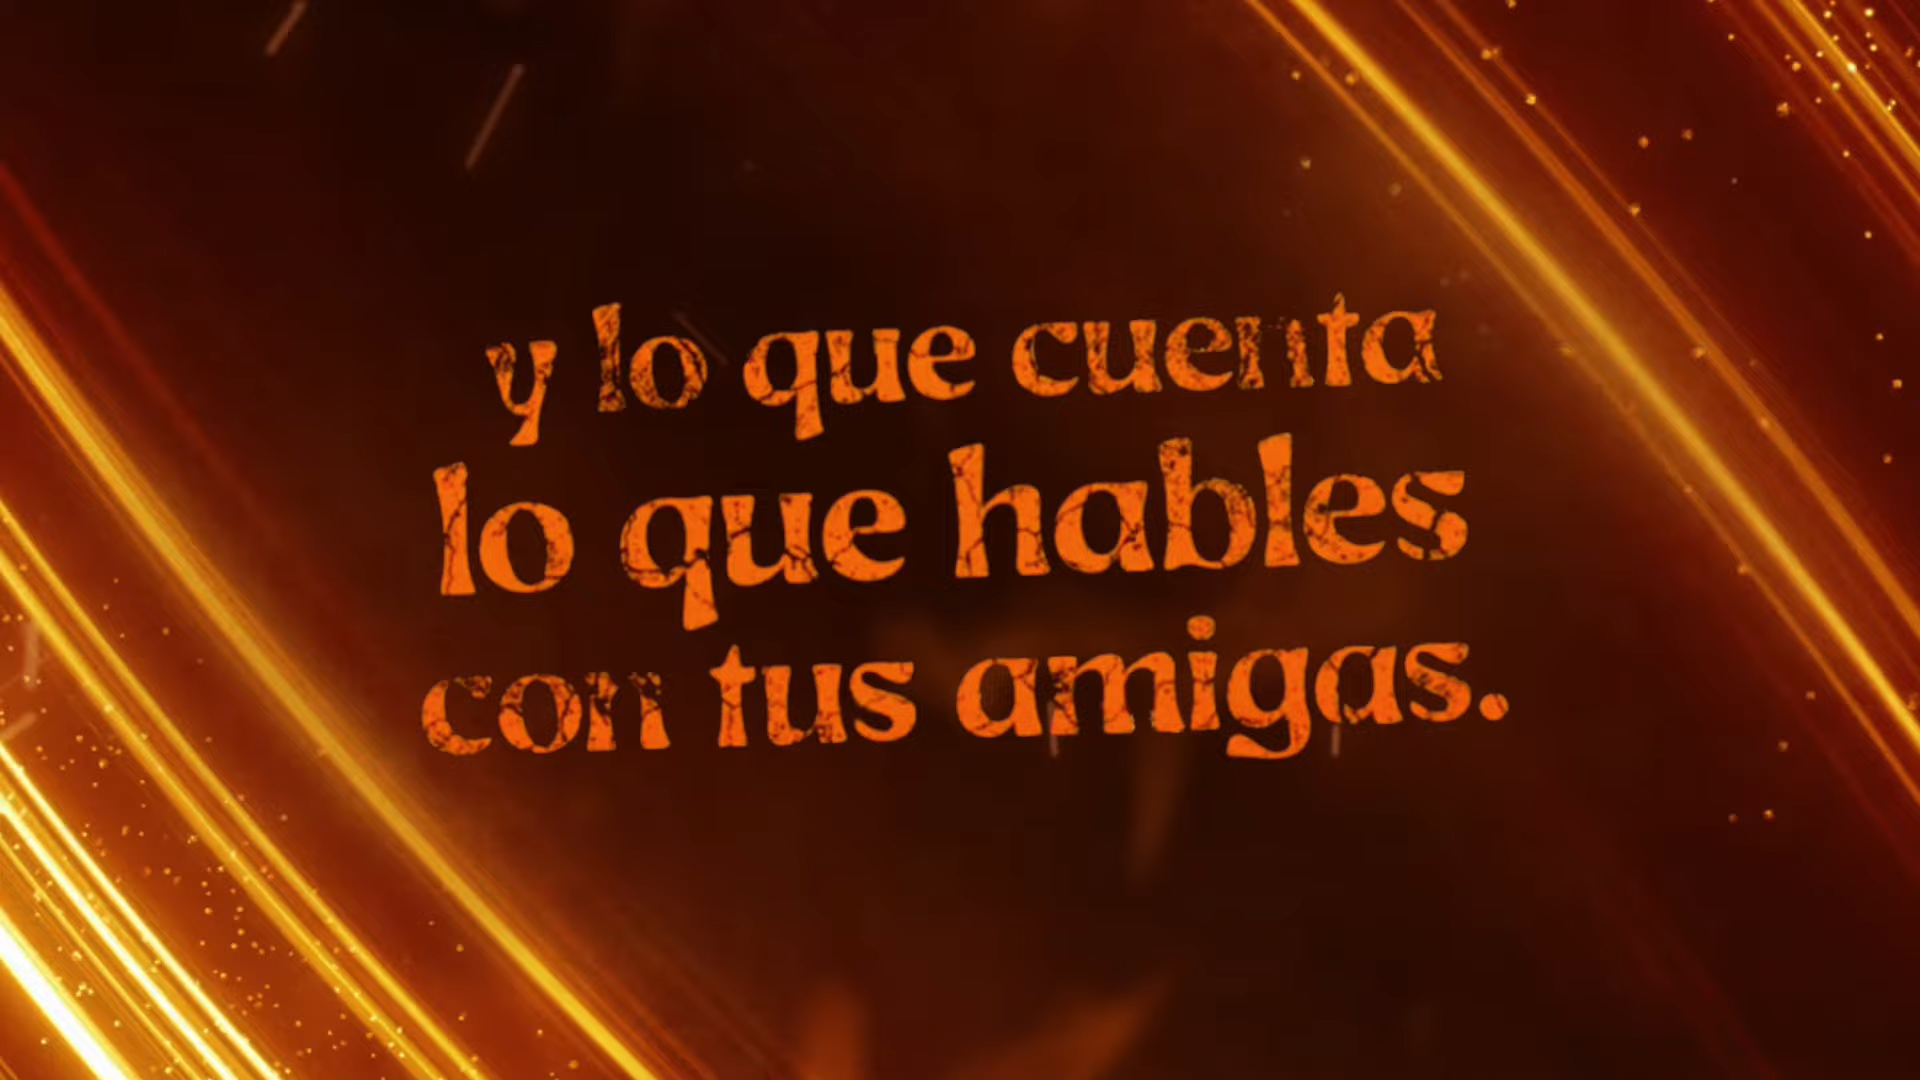 y lo que cuenta
lo que hables
con tus amigas.